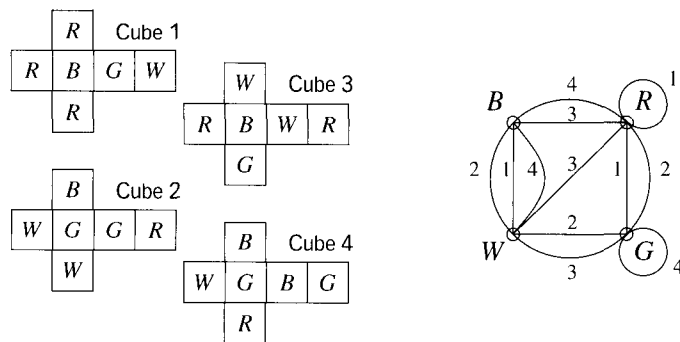 R Cube 1
R B G W
R
W Cube 3
R B W R
G
B Cube 2
W G G R
W
B Cube 4
W G B G
R
4 1
B 3 R
2 1 4 3 1 2
2
W G
3 4